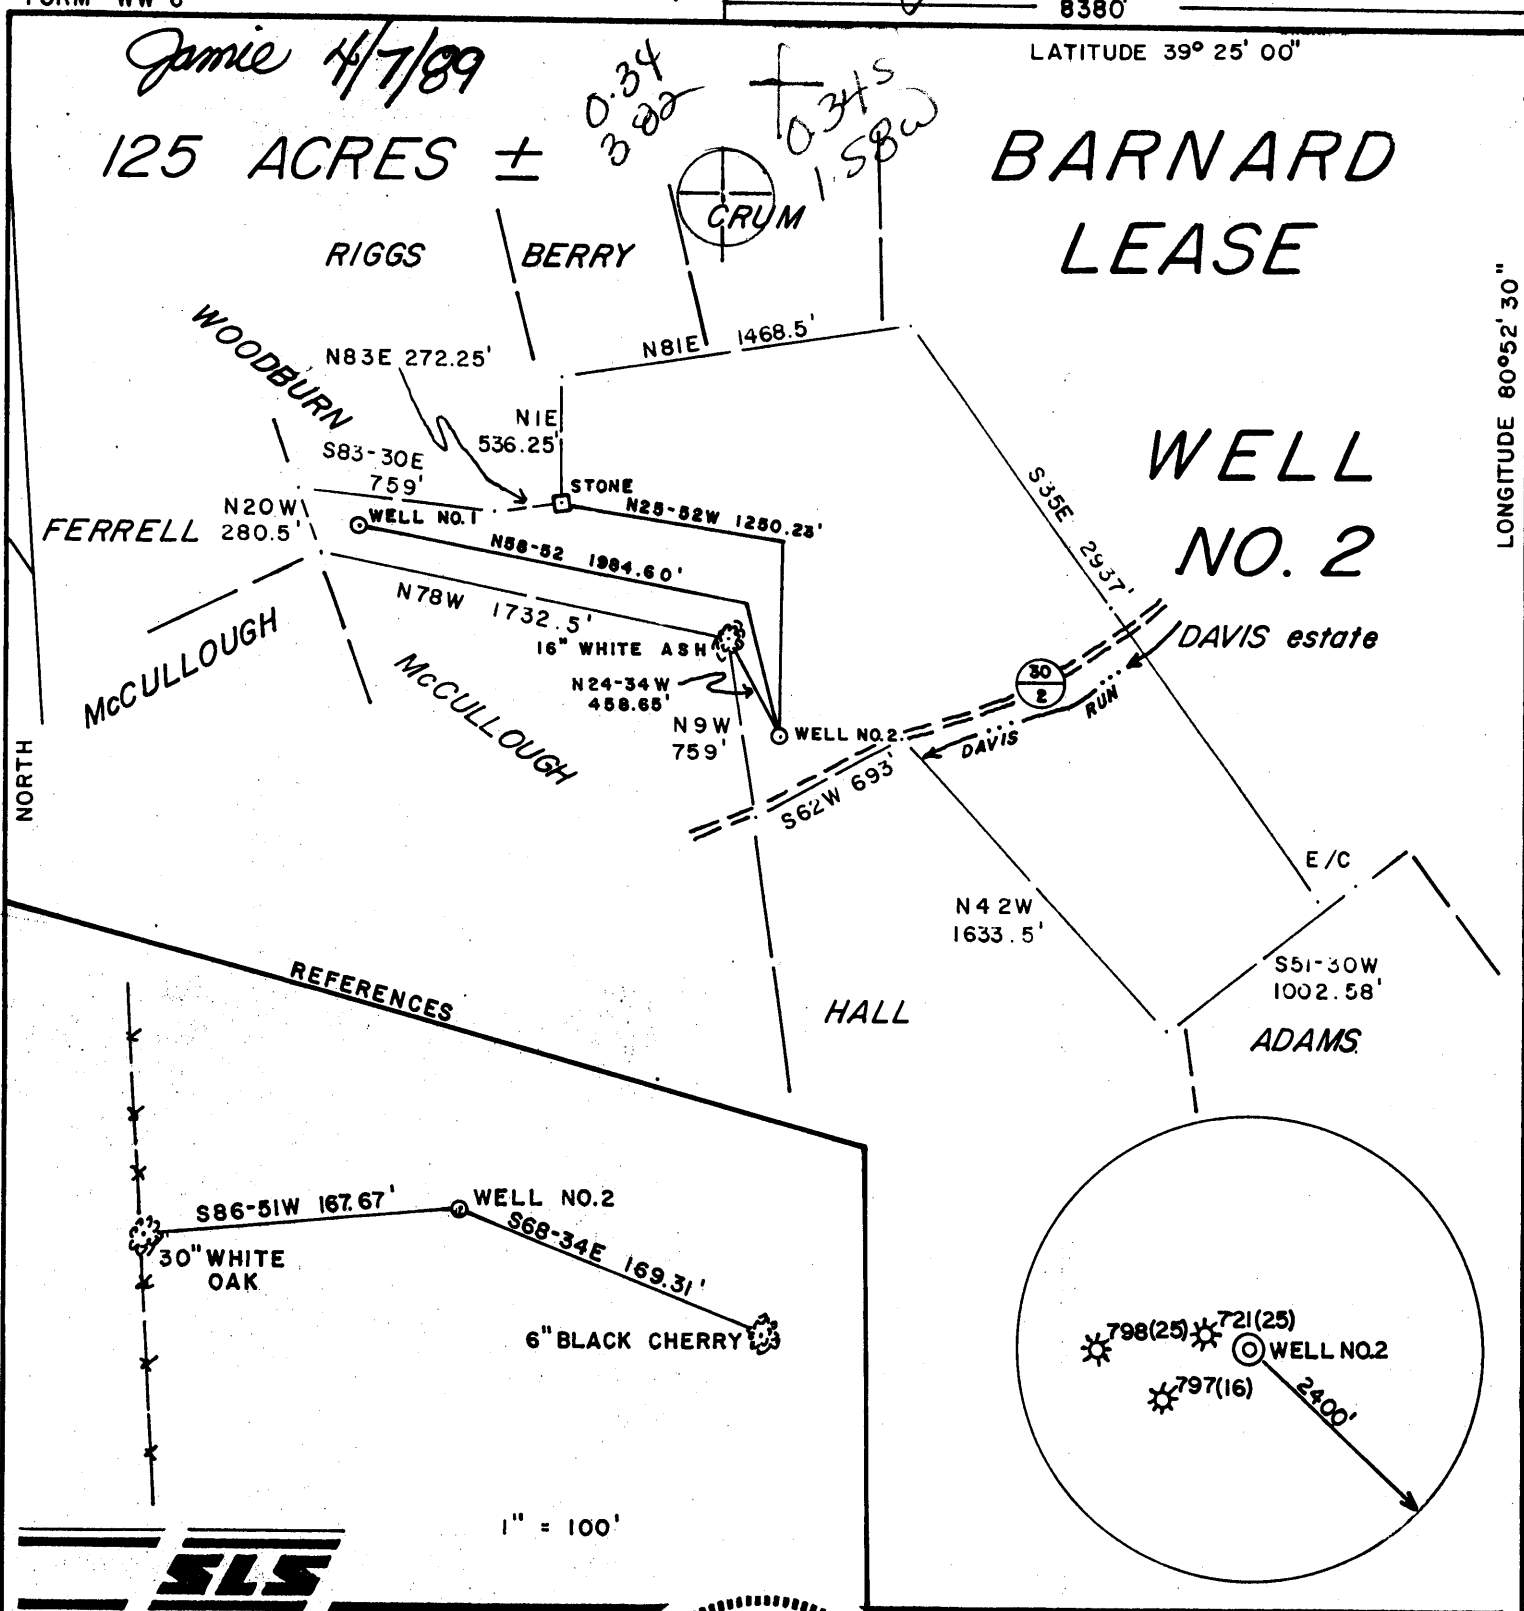 FORM WW-6
8380'
LATITUDE 39° 25' 00"
Jamie 4/7/89
0.34
3.82
0.34 S
1.58 W
125 ACRES ±
BARNARD
LEASE
CRUM
RIGGS
BERRY
LONGITUDE 80° 52' 30"
WOODBURN
N83E 272.25'
N81E 1468.5'
N1E
536.25'
WELL
NO. 2
S83-30E
759'
STONE
N25-52W 1250.23'
S35E 2937'
FERRELL
N20W
280.5'
WELL NO. 1
N58-52 1984.60'
N78W 1732.5'
16" WHITE ASH
DAVIS estate
McCULLOUGH
McCULLOUGH
N24-34W
458.65'
30
2
RUN
DAVIS
N9W
759'
WELL NO. 2.
S62W 693'
NORTH
E/C
N42W
1633.5'
S51-30W
1002.58'
REFERENCES
HALL
ADAMS
S86-51W 167.67'
WELL NO. 2
S68-34E 169.31'
30" WHITE
OAK
6" BLACK CHERRY
798(25)
721(25)
WELL NO.2
797(16)
2400'
1" = 100'
SLS